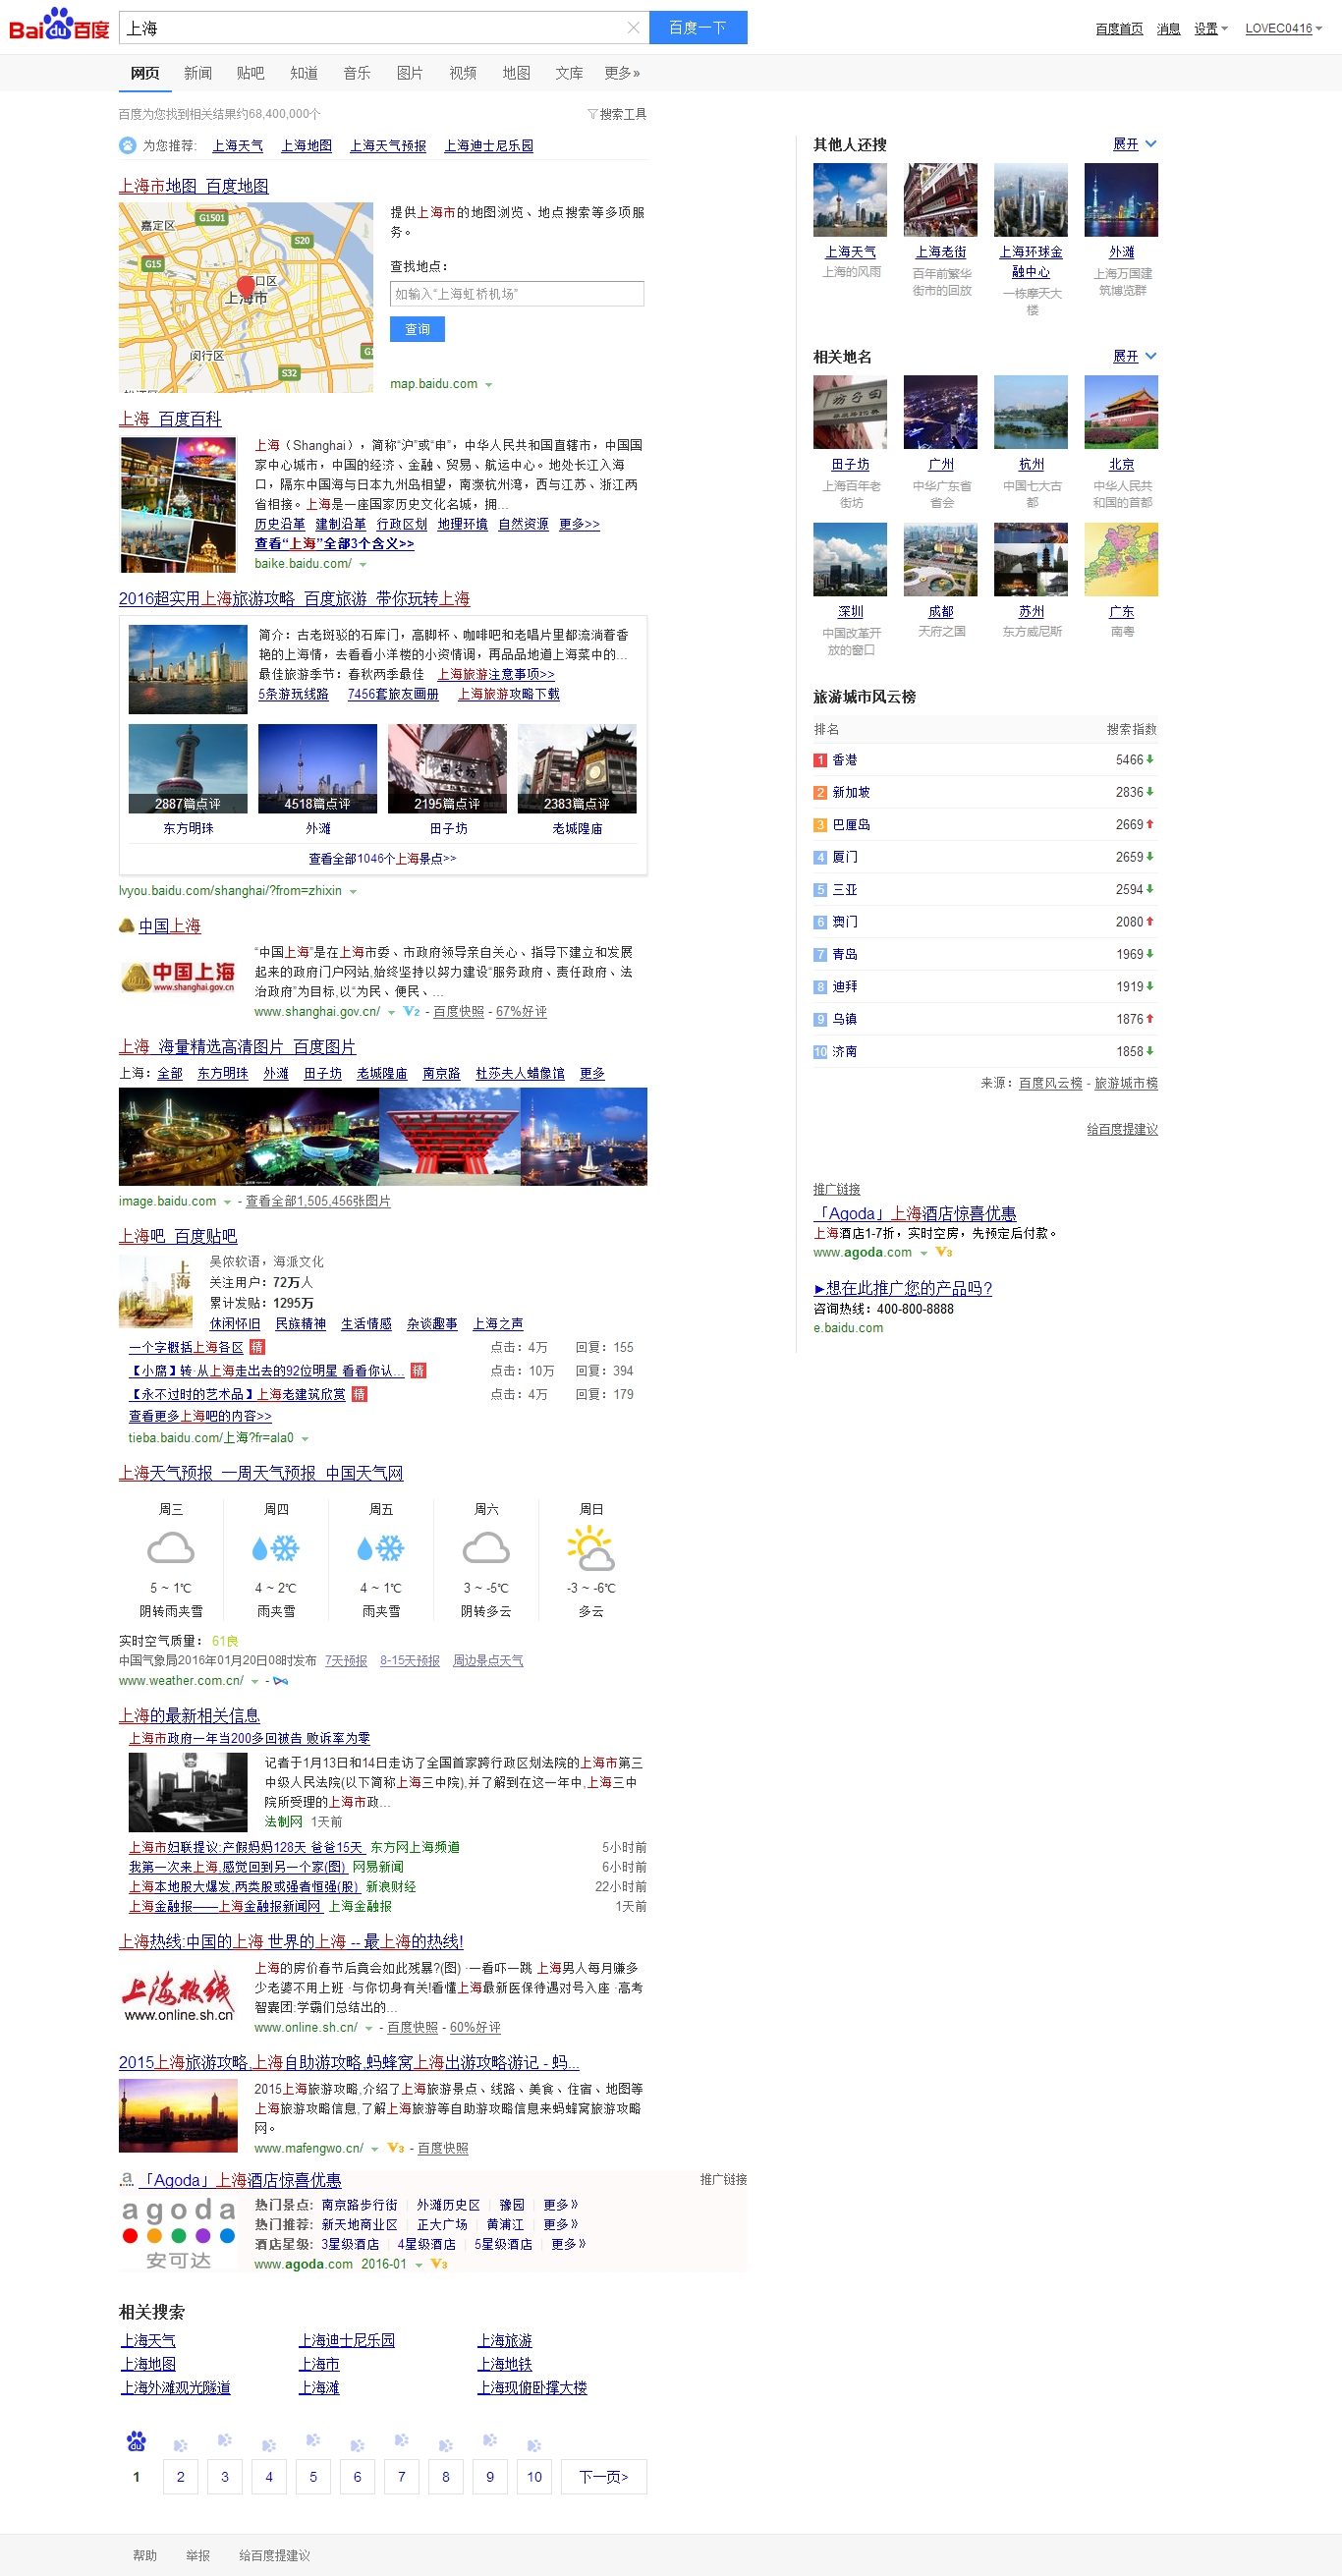 Bai du 百度
上海
百度一下
百度首页 消息 设置 LOVEC0416
网页 新闻 贴吧 知道 音乐 图片 视频 地图 文库 更多»
百度为您找到相关结果约68,400,000个
搜索工具
为您推荐: 上海天气 上海地图 上海天气预报 上海迪士尼乐园
上海市地图_百度地图
嘉定区
G1501
S20
G15
口区
上海市
闵行区
S32
提供上海市的地图浏览、地点搜索等多项服
务。
查找地点:
如输入“上海虹桥机场”
查询
map.baidu.com
上海_百度百科
上海（Shanghai），简称“沪”或“申”，中华人民共和国直辖市，中国国
家中心城市，中国的经济、金融、贸易、航运中心。地处长江入海
口，隔东中国海与日本九州岛相望，南濒杭州湾，西与江苏、浙江两
省相接。上海是一座国家历史文化名城，拥...
历史沿革 建制沿革 行政区划 地理环境 自然资源 更多>>
查看“上海”全部3个含义>>
baike.baidu.com/
2016超实用上海旅游攻略_百度旅游_带你玩转上海
简介：古老斑驳的石库门，高脚杯、咖啡吧和老唱片里都流淌着香
艳的上海情，去看看小洋楼的小资情调，再品品地道上海菜中的...
最佳旅游季节：春秋两季最佳 上海旅游注意事项>>
5条游玩线路 7456套旅友画册 上海旅游攻略下载
2887篇点评 4518篇点评 2195篇点评 2383篇点评
东方明珠 外滩 田子坊 老城隍庙
查看全部1046个上海景点>>
lvyou.baidu.com/shanghai/?from=zhixin
中国上海
中国上海
www.shanghai.gov.cn
“中国上海”是在上海市委、市政府领导亲自关心、指导下建立和发展
起来的政府门户网站,始终坚持以努力建设“服务政府、责任政府、法
治政府”为目标,以“为民、便民、...
www.shanghai.gov.cn/ V2 - 百度快照 - 67%好评
上海_海量精选高清图片_百度图片
上海: 全部 东方明珠 外滩 田子坊 老城隍庙 南京路 杜莎夫人蜡像馆 更多
image.baidu.com - 查看全部1,505,456张图片
上海吧_百度贴吧
上海
吴侬软语，海派文化
关注用户：72万人
累计发贴：1295万
休闲怀旧 民族精神 生活情感 杂谈趣事 上海之声
一个字概括上海各区 精 点击：4万 回复：155
【小腐】转·从上海走出去的92位明星 看看你认... 精 点击：10万 回复：394
【永不过时的艺术品】上海老建筑欣赏 精 点击：4万 回复：179
查看更多上海吧的内容>>
tieba.baidu.com/上海?fr=ala0
上海天气预报_一周天气预报_中国天气网
周三 周四 周五 周六 周日
5 ~ 1℃ 4 ~ 2℃ 4 ~ 1℃ 3 ~ -5℃ -3 ~ -6℃
阴转雨夹雪 雨夹雪 雨夹雪 阴转多云 多云
实时空气质量： 61良
中国气象局2016年01月20日08时发布 7天预报 8-15天预报 周边景点天气
www.weather.com.cn/ -
上海的最新相关信息
上海市政府一年当200多回被告 败诉率为零
记者于1月13日和14日走访了全国首家跨行政区划法院的上海市第三
中级人民法院(以下简称上海三中院),并了解到在这一年中,上海三中
院所受理的上海市政...
法制网 1天前
上海市妇联提议:产假妈妈128天 爸爸15天 东方网上海频道 5小时前
我第一次来上海,感觉回到另一个家(图) 网易新闻 6小时前
上海本地股大爆发,两类股或强者恒强(股) 新浪财经 22小时前
上海金融报——上海金融报新闻网 上海金融报 1天前
上海热线:中国的上海 世界的上海 -- 最上海的热线!
上海热线
www.online.sh.cn
上海的房价春节后竟会如此残暴?(图) ·一看吓一跳 上海男人每月赚多
少老婆不用上班 ·与你切身有关!看懂上海最新医保待遇对号入座 ·高考
智囊团:学霸们总结出的...
www.online.sh.cn/ - 百度快照 - 60%好评
2015上海旅游攻略,上海自助游攻略,蚂蜂窝上海出游攻略游记 - 蚂...
2015上海旅游攻略,介绍了上海旅游景点、线路、美食、住宿、地图等
上海旅游攻略信息,了解上海旅游等自助游攻略信息来蚂蜂窝旅游攻略
网。
www.mafengwo.cn/ V3 - 百度快照
「Agoda」上海酒店惊喜优惠 推广链接
agoda
安可达
热门景点: 南京路步行街 | 外滩历史区 | 豫园 | 更多»
热门推荐: 新天地商业区 | 正大广场 | 黄浦江 | 更多»
酒店星级: 3星级酒店 | 4星级酒店 | 5星级酒店 | 更多»
www.agoda.com 2016-01 V3
相关搜索
上海天气 上海迪士尼乐园 上海旅游
上海地图 上海市 上海地铁
上海外滩观光隧道 上海滩 上海现俯卧撑大楼
du
1 2 3 4 5 6 7 8 9 10 下一页>
其他人还搜 展开
上海天气 上海老街 上海环球金 外滩
融中心
上海的风雨 百年前繁华 一栋摩天大 上海万国建
街市的回放 楼 筑博览群
相关地名 展开
田子坊 广州 杭州 北京
上海百年老 中华广东省 中国七大古 中华人民共
街坊 省会 都 和国的首都
深圳 成都 苏州 广东
中国改革开 天府之国 东方威尼斯 南粤
放的窗口
旅游城市风云榜
排名 搜索指数
1 香港 5466
2 新加坡 2836
3 巴厘岛 2669
4 厦门 2659
5 三亚 2594
6 澳门 2080
7 青岛 1969
8 迪拜 1919
9 乌镇 1876
10 济南 1858
来源：百度风云榜 - 旅游城市榜
给百度提建议
推广链接
「Agoda」上海酒店惊喜优惠
上海酒店1-7折，实时空房，先预定后付款。
www.agoda.com V3
►想在此推广您的产品吗?
咨询热线：400-800-8888
e.baidu.com
帮助 举报 给百度提建议